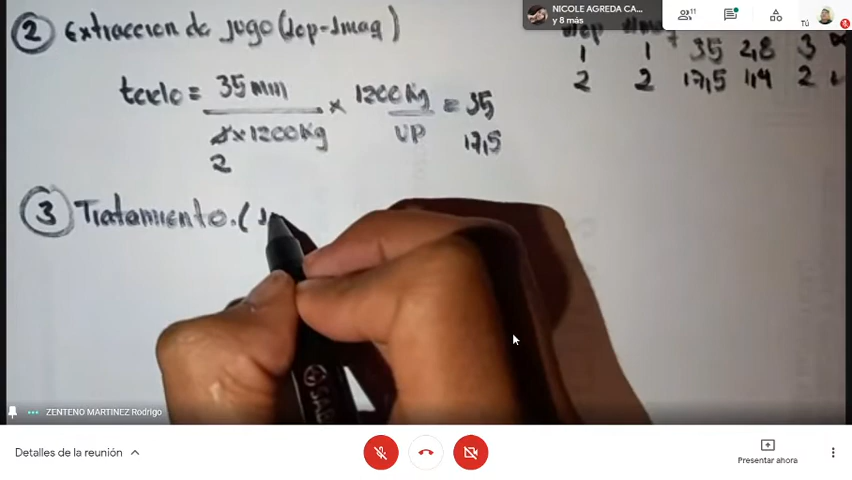 NICOLE AGREDA CA...
y 8 más
11
Tú
② Extraccion de jugo (1op-1maq)
1 1 35 2,8 3
2 2 17,5 1,4 2
tciclo = 35 min × 1200 Kg = 35
2 x 1200 Kg UP 17,5
③ Tratamiento. (1
ZENTENO MARTINEZ Rodrigo
Detalles de la reunión
Presentar ahora